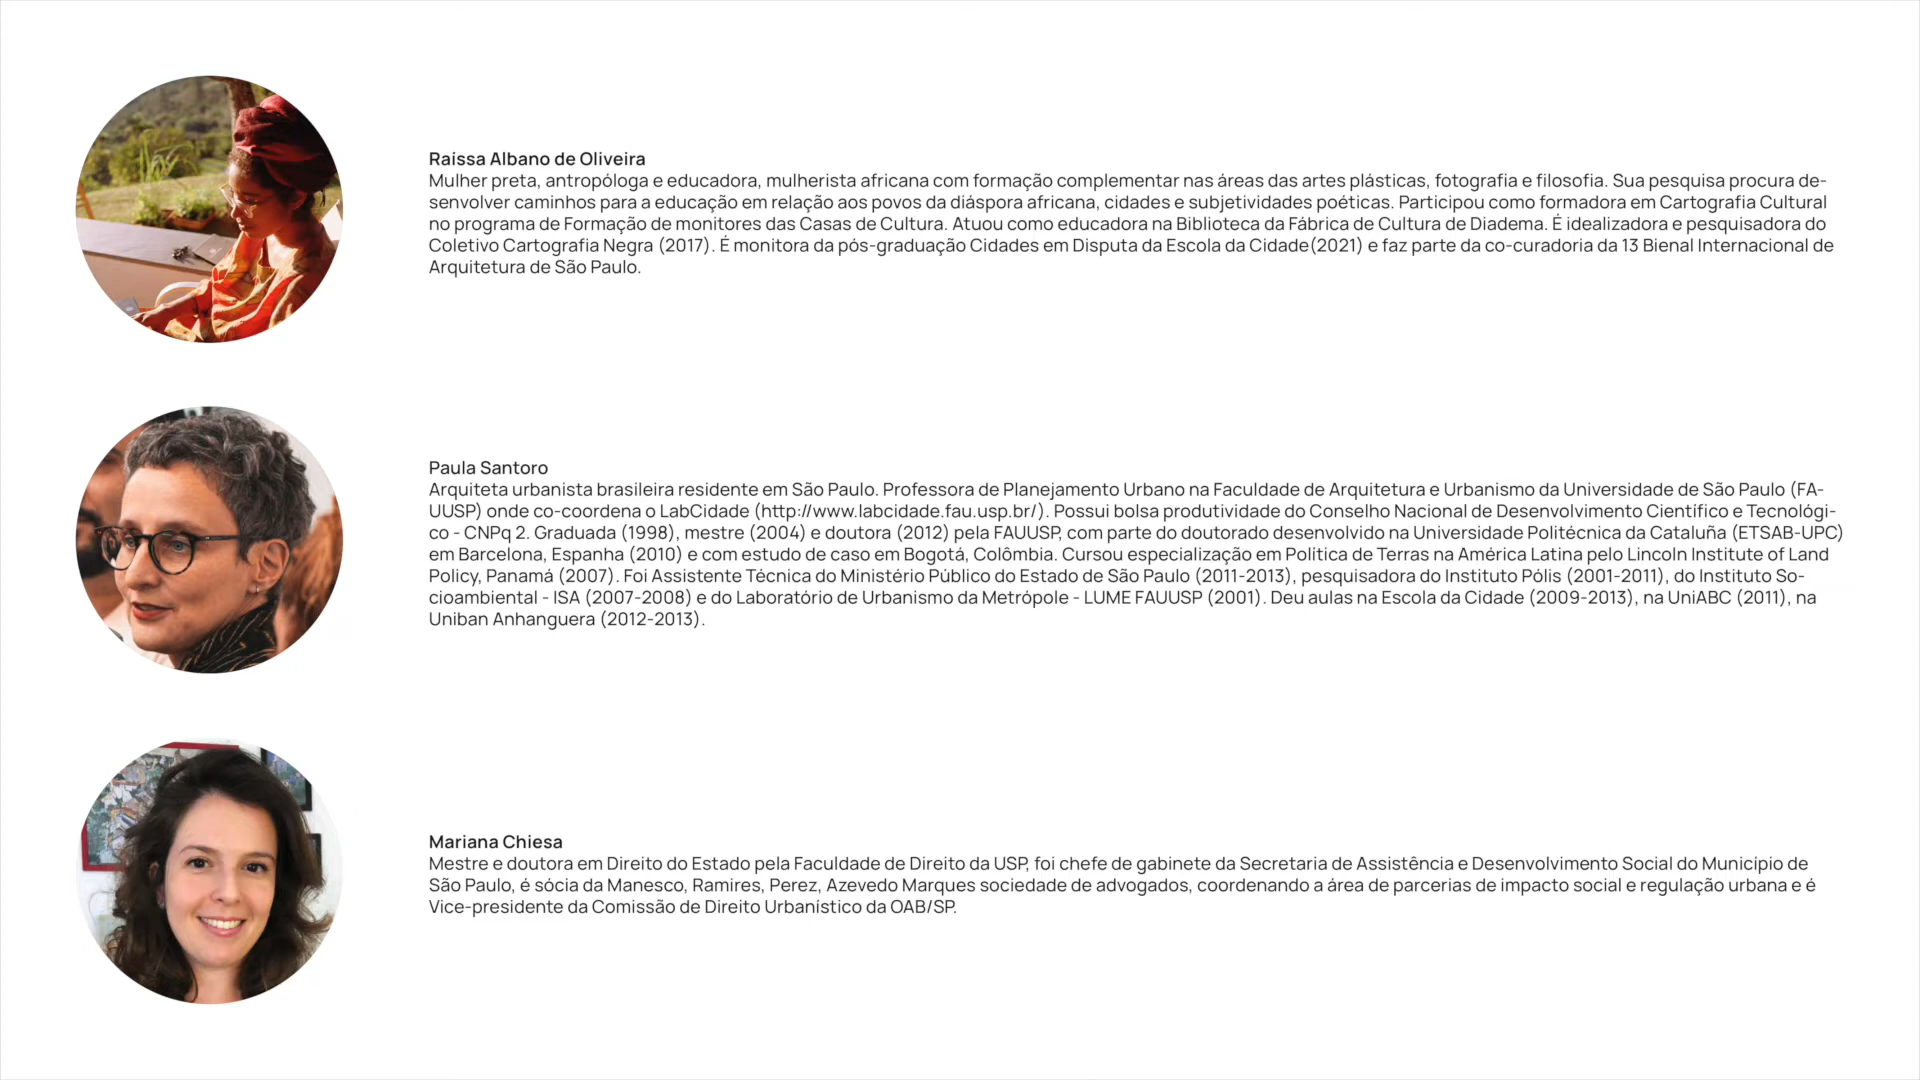 Raissa Albano de Oliveira
Mulher preta, antropóloga e educadora, mulherista africana com formação complementar nas áreas das artes plásticas, fotografia e filosofia. Sua pesquisa procura de-
senvolver caminhos para a educação em relação aos povos da diáspora africana, cidades e subjetividades poéticas. Participou como formadora em Cartografia Cultural
no programa de Formação de monitores das Casas de Cultura. Atuou como educadora na Biblioteca da Fábrica de Cultura de Diadema. É idealizadora e pesquisadora do
Coletivo Cartografia Negra (2017). É monitora da pós-graduação Cidades em Disputa da Escola da Cidade(2021) e faz parte da co-curadoria da 13 Bienal Internacional de
Arquitetura de São Paulo.
Paula Santoro
Arquiteta urbanista brasileira residente em São Paulo. Professora de Planejamento Urbano na Faculdade de Arquitetura e Urbanismo da Universidade de São Paulo (FA-
UUSP) onde co-coordena o LabCidade (http://www.labcidade.fau.usp.br/). Possui bolsa produtividade do Conselho Nacional de Desenvolvimento Científico e Tecnológi-
co - CNPq 2. Graduada (1998), mestre (2004) e doutora (2012) pela FAUUSP, com parte do doutorado desenvolvido na Universidade Politécnica da Cataluña (ETSAB-UPC)
em Barcelona, Espanha (2010) e com estudo de caso em Bogotá, Colômbia. Cursou especialização em Política de Terras na América Latina pelo Lincoln Institute of Land
Policy, Panamá (2007). Foi Assistente Técnica do Ministério Público do Estado de São Paulo (2011-2013), pesquisadora do Instituto Pólis (2001-2011), do Instituto So-
cioambiental - ISA (2007-2008) e do Laboratório de Urbanismo da Metrópole - LUME FAUUSP (2001). Deu aulas na Escola da Cidade (2009-2013), na UniABC (2011), na
Uniban Anhanguera (2012-2013).
Mariana Chiesa
Mestre e doutora em Direito do Estado pela Faculdade de Direito da USP, foi chefe de gabinete da Secretaria de Assistência e Desenvolvimento Social do Município de
São Paulo, é sócia da Manesco, Ramires, Perez, Azevedo Marques sociedade de advogados, coordenando a área de parcerias de impacto social e regulação urbana e é
Vice-presidente da Comissão de Direito Urbanístico da OAB/SP.